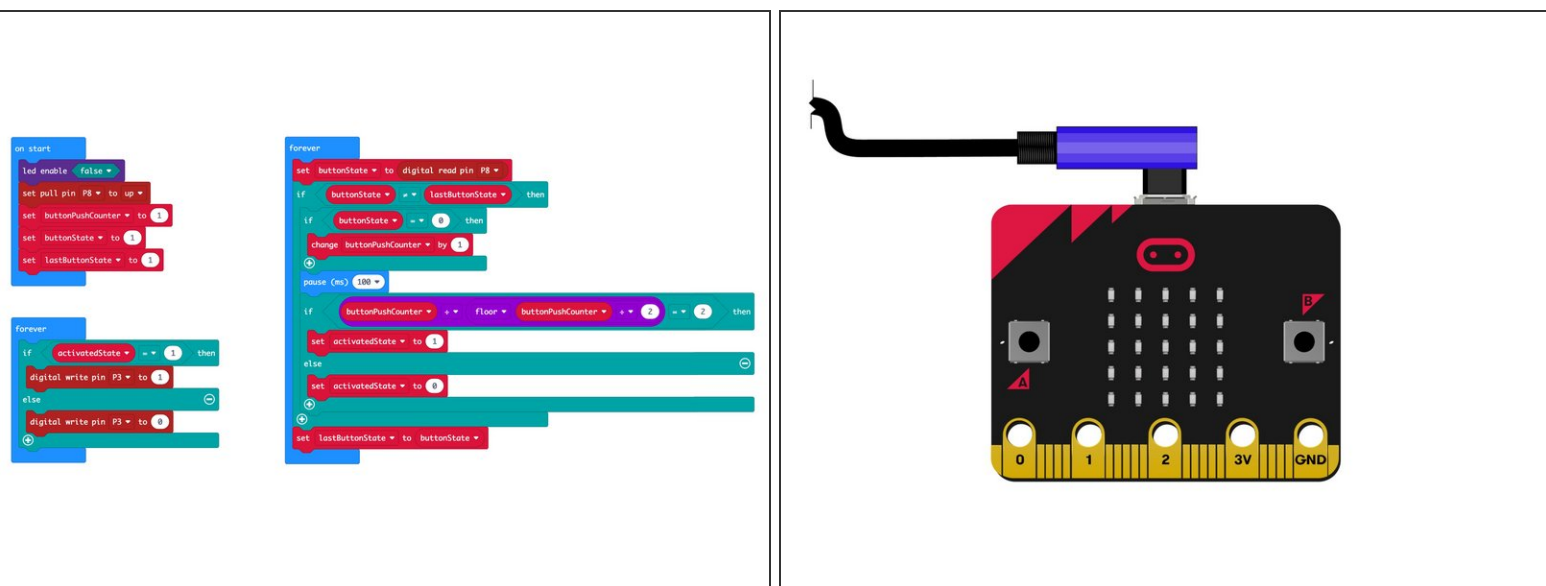 on start
led enable false
set pull pin P8 to up
set buttonPushCounter to 1
set buttonState to 1
set lastButtonState to 1
forever
if activatedState = 1 then
digital write pin P3 to 1
else
digital write pin P3 to 0
forever
set buttonState to digital read pin P8
if buttonState ≠ lastButtonState then
if buttonState = 0 then
change buttonPushCounter by 1
pause (ms) 100
if buttonPushCounter ÷ floor buttonPushCounter ÷ 2 = 2 then
set activatedState to 1
else
set activatedState to 0
set lastButtonState to buttonState
A
B
0 1 2 3V GND